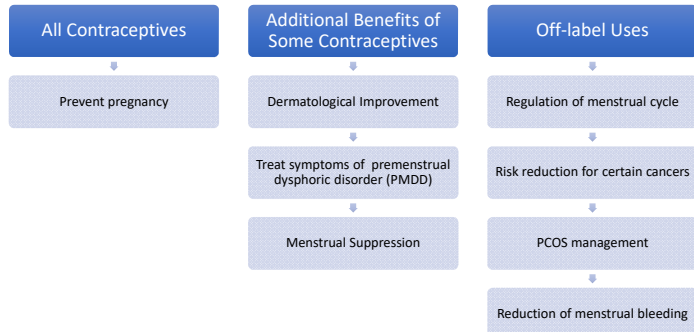 All Contraceptives
Prevent pregnancy
Additional Benefits of
Some Contraceptives
Dermatological Improvement
Treat symptoms of premenstrual
dysphoric disorder (PMDD)
Menstrual Suppression
Off-label Uses
Regulation of menstrual cycle
Risk reduction for certain cancers
PCOS management
Reduction of menstrual bleeding